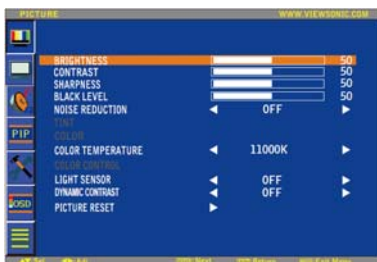 PICTURE WWW.VIEWSONIC.COM
BRIGHTNESS 50
CONTRAST 50
SHARPNESS 50
BLACK LEVEL 50
NOISE REDUCTION OFF
TINT
COLOR
COLOR TEMPERATURE 11000K
COLOR CONTROL
LIGHT SENSOR OFF
DYNAMIC CONTRAST OFF
PICTURE RESET
PIP
OSD